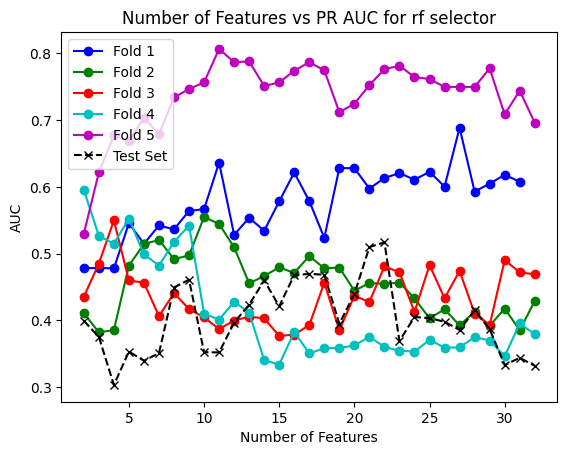 Number of Features vs PR AUC for rf selector
Fold 1
Fold 2
Fold 3
Fold 4
Fold 5
Test Set
AUC
0.8
0.7
0.6
0.5
0.4
0.3
5 10 15 20 25 30
Number of Features